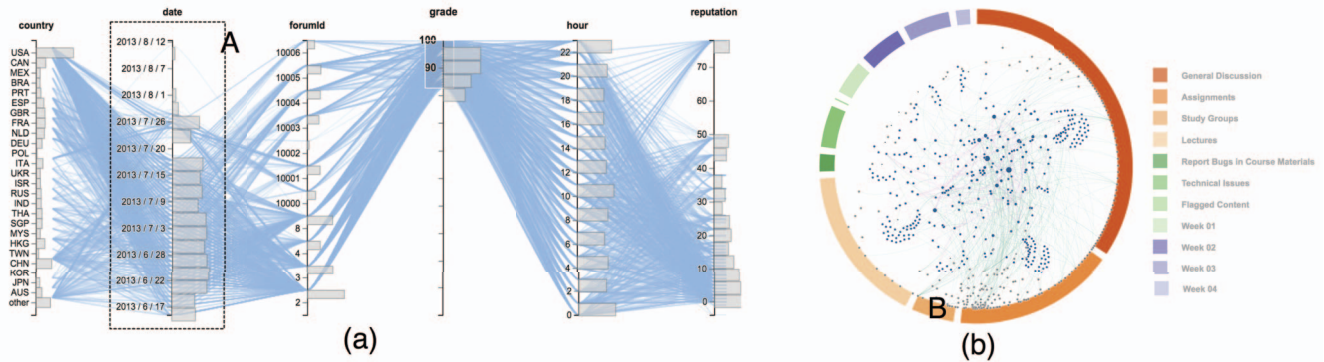 country
date
forumId
grade
hour
reputation
A
USA
CAN
MEX
BRA
PRT
ESP
GBR
FRA
NLD
DEU
POL
ITA
UKR
ISR
RUS
IND
THA
SGP
MYS
HKG
TWN
CHN
KOR
JPN
AUS
other
2013 / 8 / 12
2013 / 8 / 7
2013 / 8 / 1
2013 / 7 / 26
2013 / 7 / 20
2013 / 7 / 15
2013 / 7 / 9
2013 / 7 / 3
2013 / 6 / 28
2013 / 6 / 22
2013 / 6 / 17
10006
10005
10004
10003
10002
10001
10000
8
6
4
3
2
100
90
22
20
18
16
14
12
10
8
6
4
2
0
70
60
50
40
30
20
10
0
(a)
General Discussion
Assignments
Study Groups
Lectures
Report Bugs in Course Materials
Technical Issues
Flagged Content
Week 01
Week 02
Week 03
Week 04
B
(b)